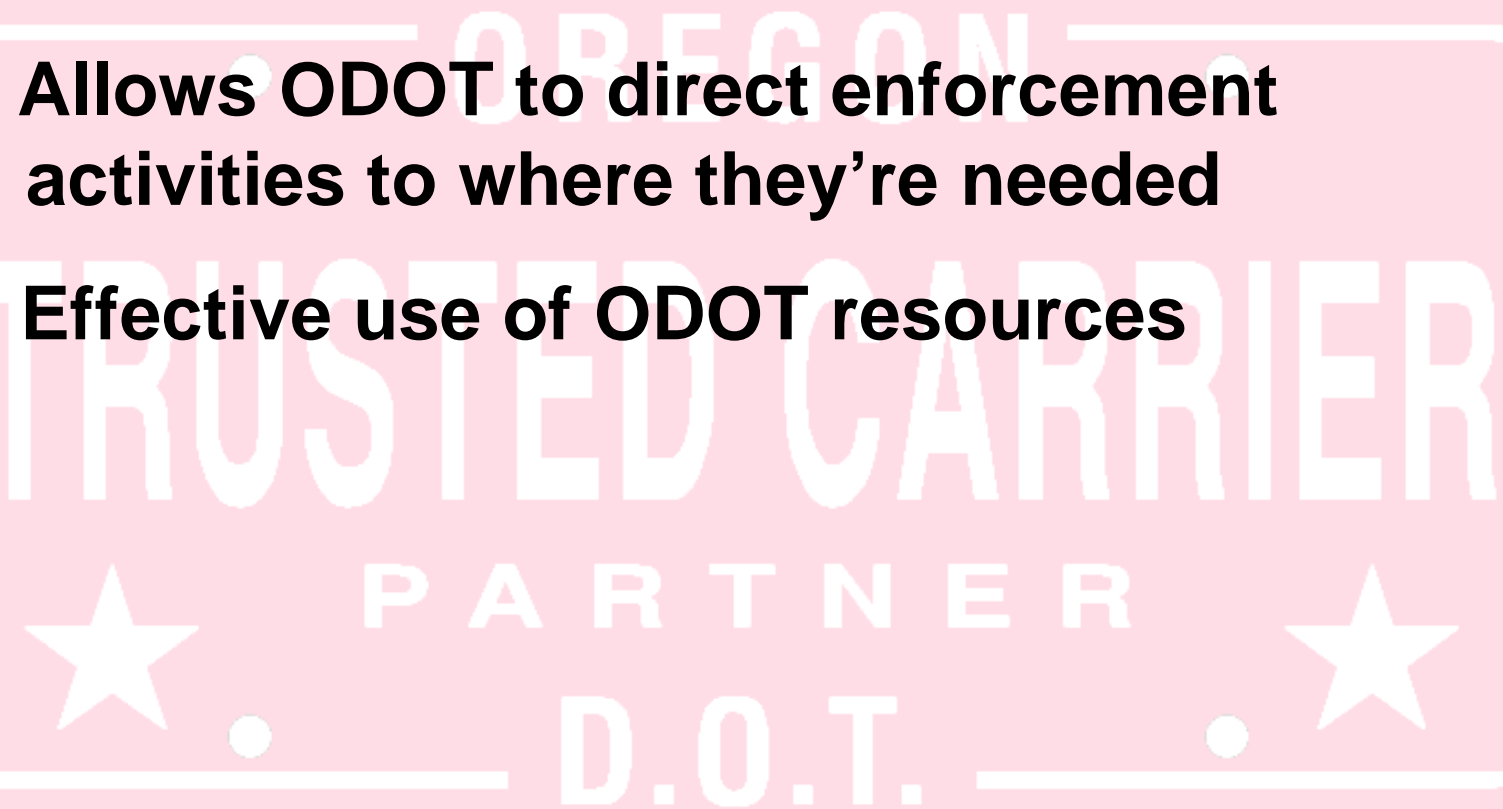 OREGON
Allows ODOT to direct enforcement
activities to where they’re needed
TRUSTED CARRIER
Effective use of ODOT resources
PARTNER
D.O.T.